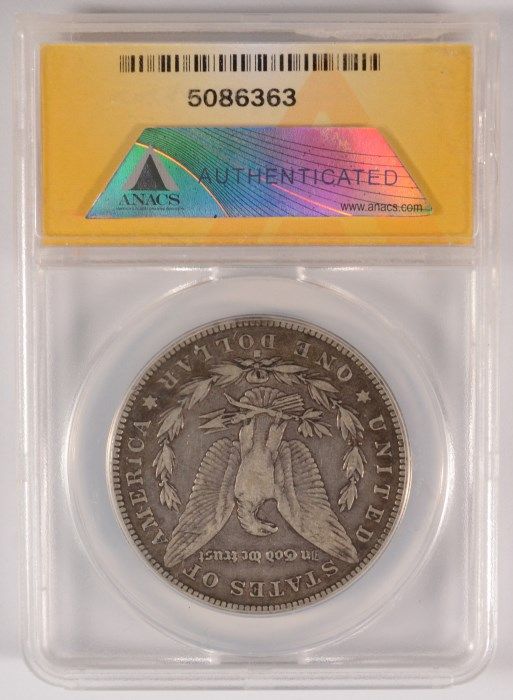 5086363
AUTHENTICATED
ANACS
www.anacs.com
UNITED STATES OF AMERICA
In God We trust
ONE DOLLAR